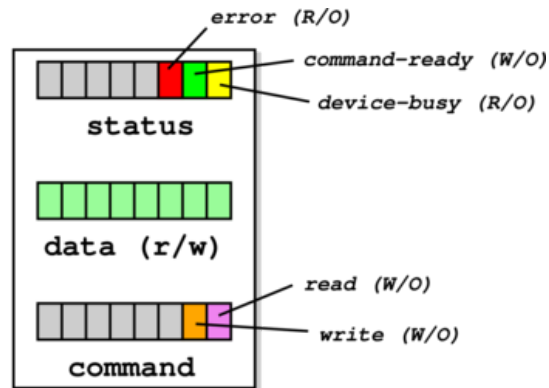 error (R/O)
command-ready (W/O)
device-busy (R/O)
status
data (r/w)
read (W/O)
write (W/O)
command